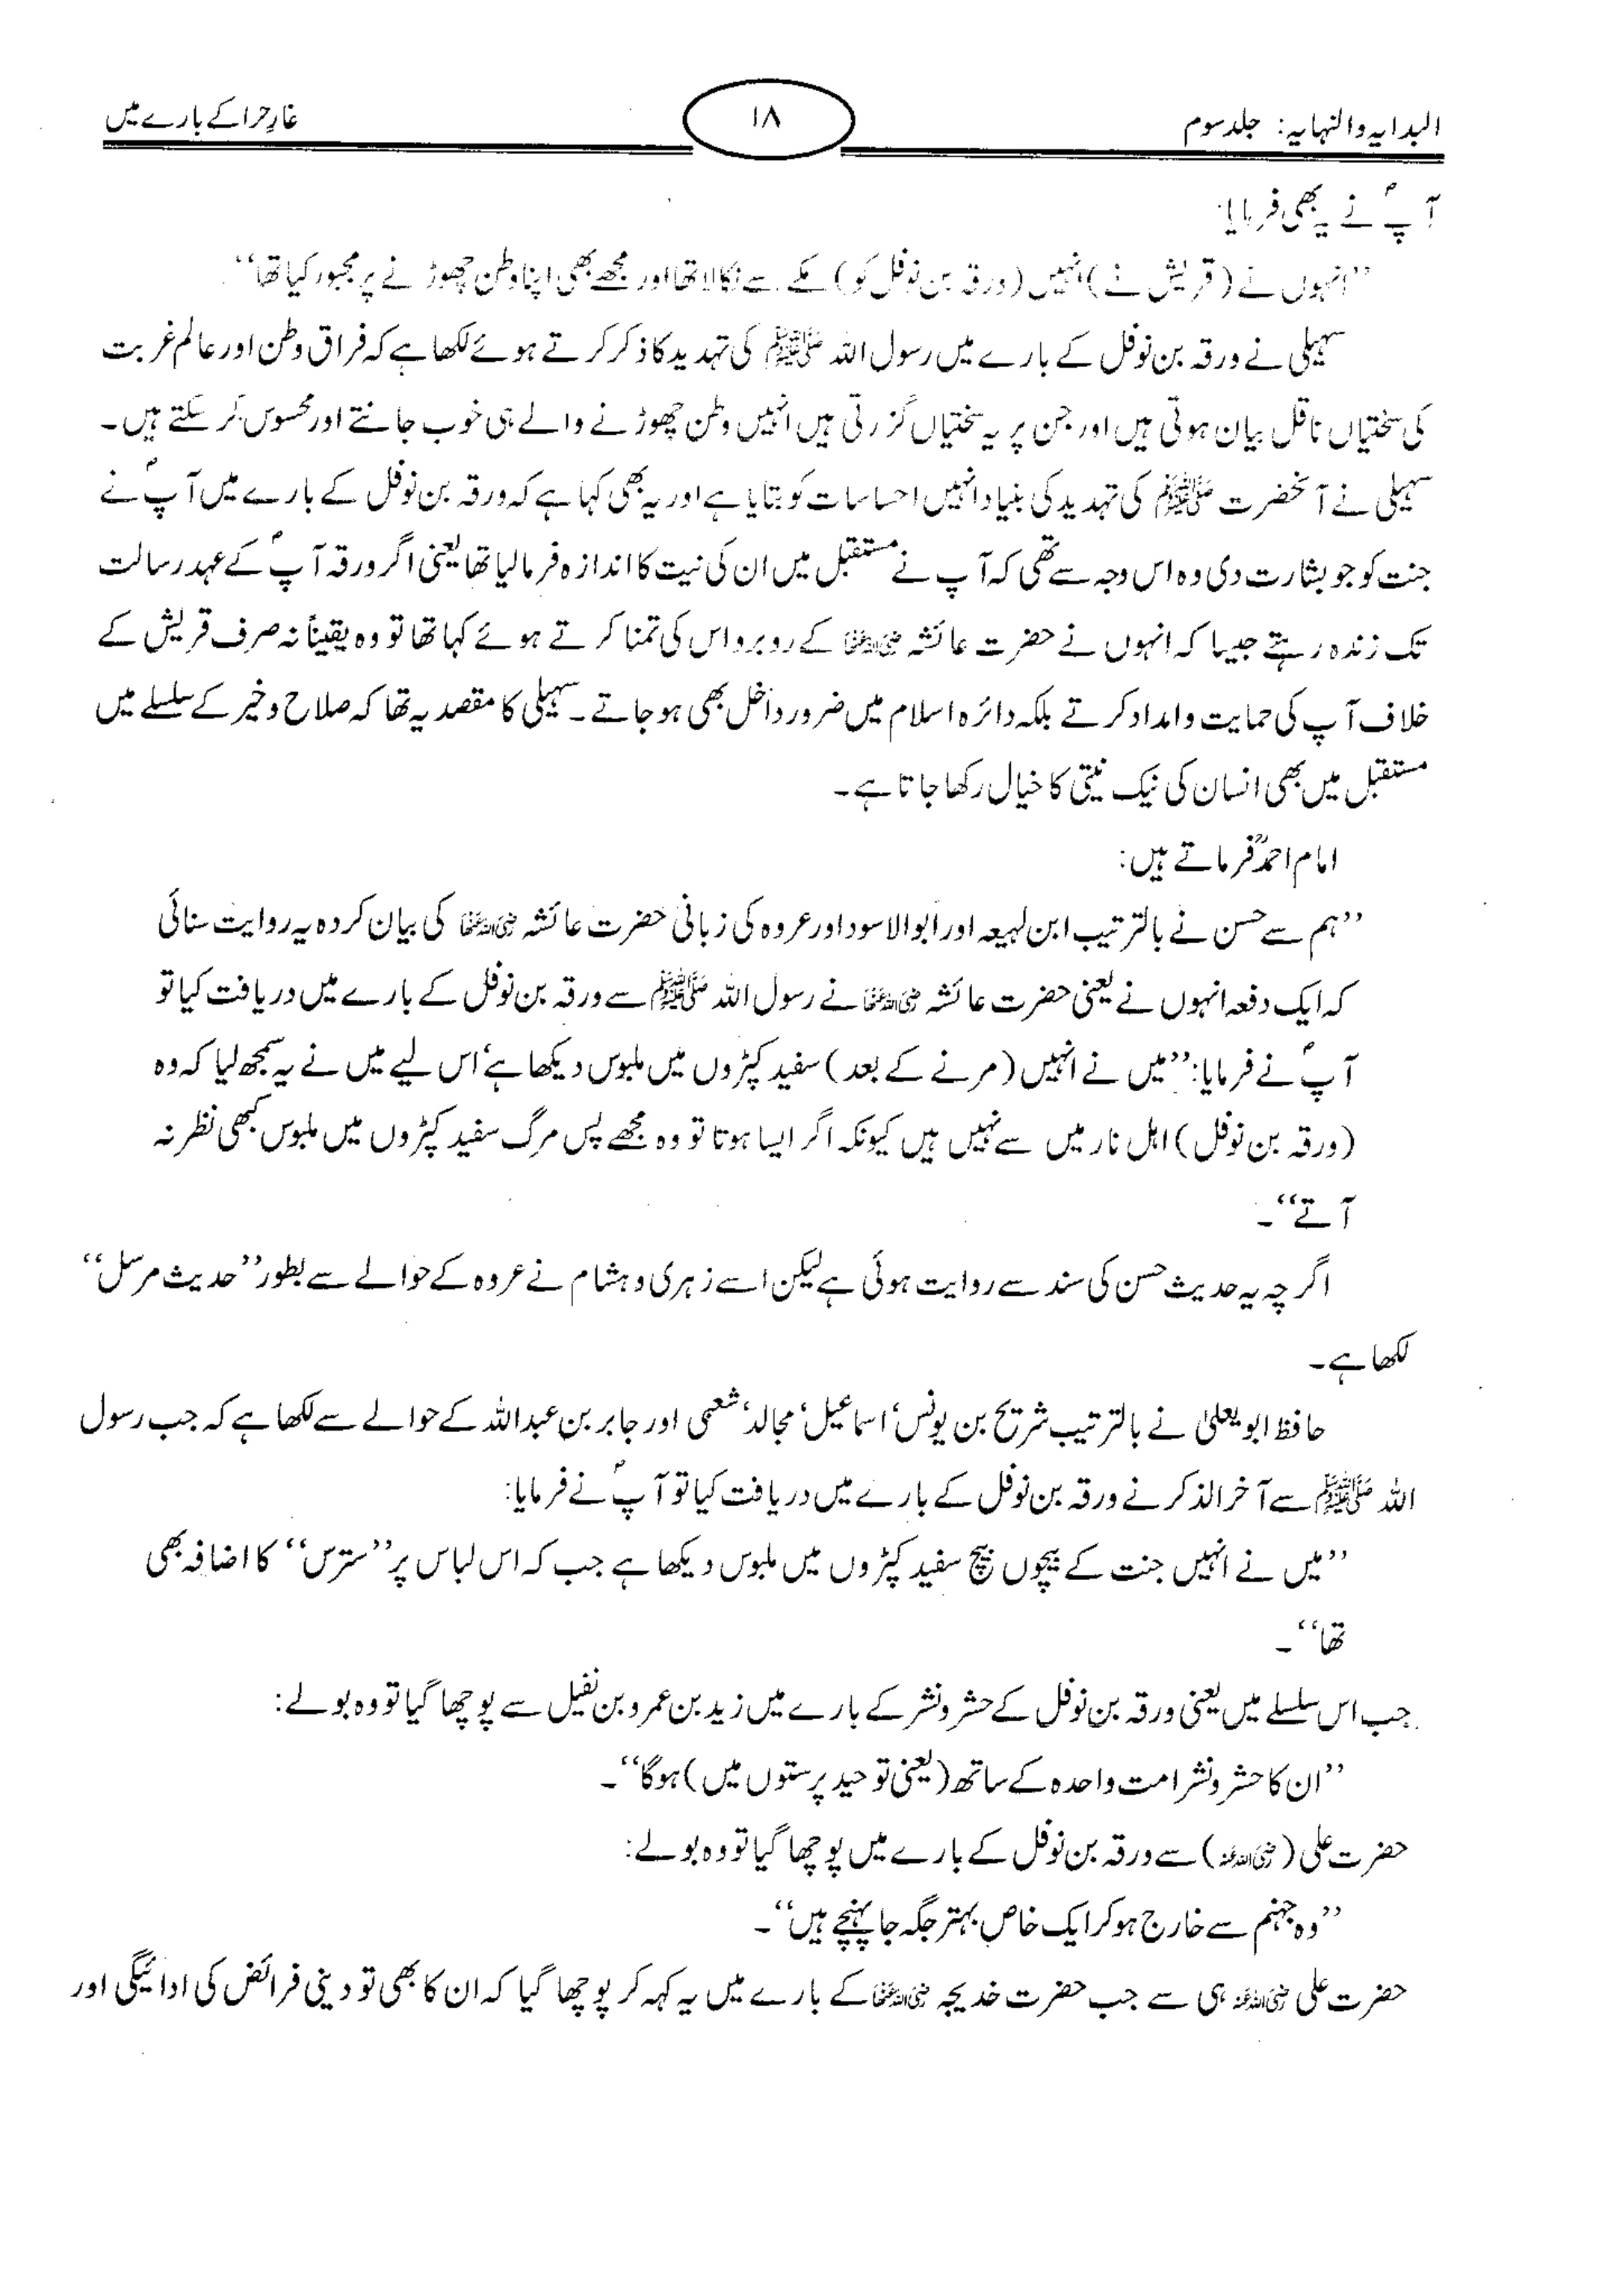 البدایہ والنہایہ: جلد سوم
۱۸
غارِ حرا کے بارے میں
آپؐ نے یہ بھی فرمایا:
’’انہوں نے (قریش نے) انہیں (ورقہ بن نوفل کو) مکے سے نکالا تھا اور مجھے بھی اپنا وطن چھوڑنے پر مجبور کیا تھا‘‘۔
سہیلی نے ورقہ بن نوفل کے بارے میں رسول اللہ ﷺ کی تہدید کا ذکر کرتے ہوئے لکھا ہے کہ فراق وطن اور عالم غربت
کی سختیاں ناقل بیان ہوتی ہیں اور جن پر یہ سختیاں گزرتی ہیں انہیں وطن چھوڑنے والے ہی خوب جانتے اور محسوس کر سکتے ہیں۔
سہیلی نے آنحضرت ﷺ کی تہدید کی بنیاد انہیں احساسات کو بتایا ہے اور یہ بھی کہا ہے کہ ورقہ بن نوفل کے بارے میں آپؐ نے
جنت کو جو بشارت دی وہ اس وجہ سے تھی کہ آپ نے مستقبل میں ان کی نیت کا اندازہ فرما لیا تھا یعنی اگر ورقہ آپؐ کے عہد رسالت
تک زندہ رہتے جیسا کہ انہوں نے حضرت عائشہ رضی اللہ عنہا کے روبرو اس کی تمنا کرتے ہوئے کہا تھا تو وہ یقیناً نہ صرف قریش کے
خلاف آپ کی حمایت و امداد کرتے بلکہ دائرہ اسلام میں ضرور داخل بھی ہو جاتے۔ سہیلی کا مقصد یہ تھا کہ صلاح و خیر کے سلسلے میں
مستقبل میں بھی انسان کی نیک نیتی کا خیال رکھا جاتا ہے۔
امام احمدؒ فرماتے ہیں:
’’ہم سے حسن نے بالترتیب ابن لہیعہ اور ابوالاسود اور عروہ کی زبانی حضرت عائشہ رضی اللہ عنہا کی بیان کردہ یہ روایت سنائی
کہ ایک دفعہ انہوں نے یعنی حضرت عائشہ رضی اللہ عنہا نے رسول اللہ ﷺ سے ورقہ بن نوفل کے بارے میں دریافت کیا تو
آپؐ نے فرمایا: ’’میں نے انہیں (مرنے کے بعد) سفید کپڑوں میں ملبوس دیکھا ہے‘ اس لیے میں نے یہ سمجھ لیا کہ وہ
(ورقہ بن نوفل) اہل نار میں سے نہیں ہیں کیونکہ اگر ایسا ہوتا تو وہ مجھے پس مرگ سفید کپڑوں میں ملبوس کبھی نظر نہ
آتے‘‘۔
اگرچہ یہ حدیث حسن کی سند سے روایت ہوئی ہے لیکن اسے زہری و ہشام نے عروہ کے حوالے سے بطور ’’حدیث مرسل‘‘
لکھا ہے۔
حافظ ابو یعلیٰ نے بالترتیب شریح بن یونس‘ اسماعیل‘ مجالد‘ شعمی اور جابر بن عبداللہ کے حوالے سے لکھا ہے کہ جب رسول
اللہ ﷺ سے آخر الذکر نے ورقہ بن نوفل کے بارے میں دریافت کیا تو آپؐ نے فرمایا:
’’میں نے انہیں جنت کے بیچوں بیچ سفید کپڑوں میں ملبوس دیکھا ہے جب کہ اس لباس پر ’’سترس‘‘ کا اضافہ بھی
تھا‘‘۔
جب اس سلسلے میں یعنی ورقہ بن نوفل کے حشر و نشر کے بارے میں زید بن عمرو بن نفیل سے پوچھا گیا تو وہ بولے:
’’ان کا حشر و نشر امت واحدہ کے ساتھ (یعنی توحید پرستوں میں) ہوگا‘‘۔
حضرت علی (رضی اللہ عنہ) سے ورقہ بن نوفل کے بارے میں پوچھا گیا تو وہ بولے:
’’وہ جہنم سے خارج ہو کر ایک خاص بہتر جگہ جا پہنچے ہیں‘‘۔
حضرت علی رضی اللہ عنہ ہی سے جب حضرت خدیجہ رضی اللہ عنہا کے بارے میں یہ کہہ کر پوچھا گیا کہ ان کا بھی تو دینی فرائض کی ادائیگی اور